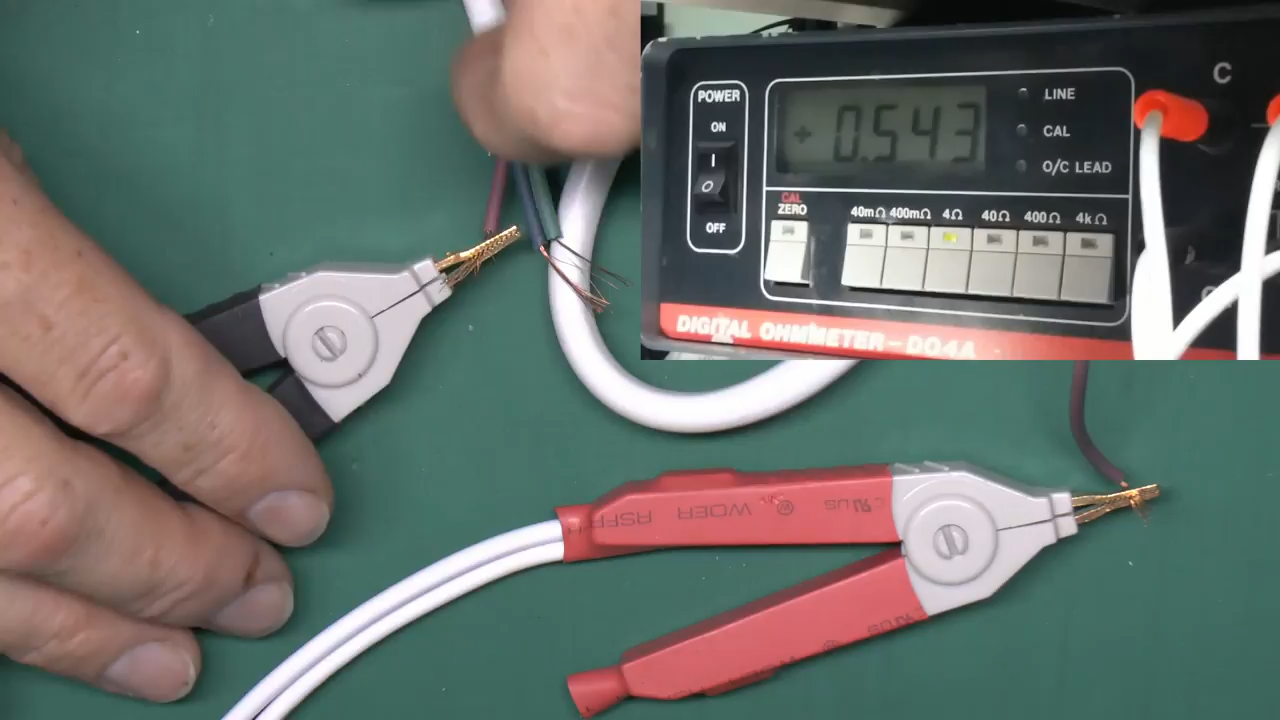 POWER
ON
I
O
OFF
+ 0.543
LINE
CAL
O/C LEAD
C
CAL
ZERO
40mΩ 400mΩ 4Ω 40Ω 400Ω 4kΩ
DIGITAL OHMMETER-DO4A
WOER